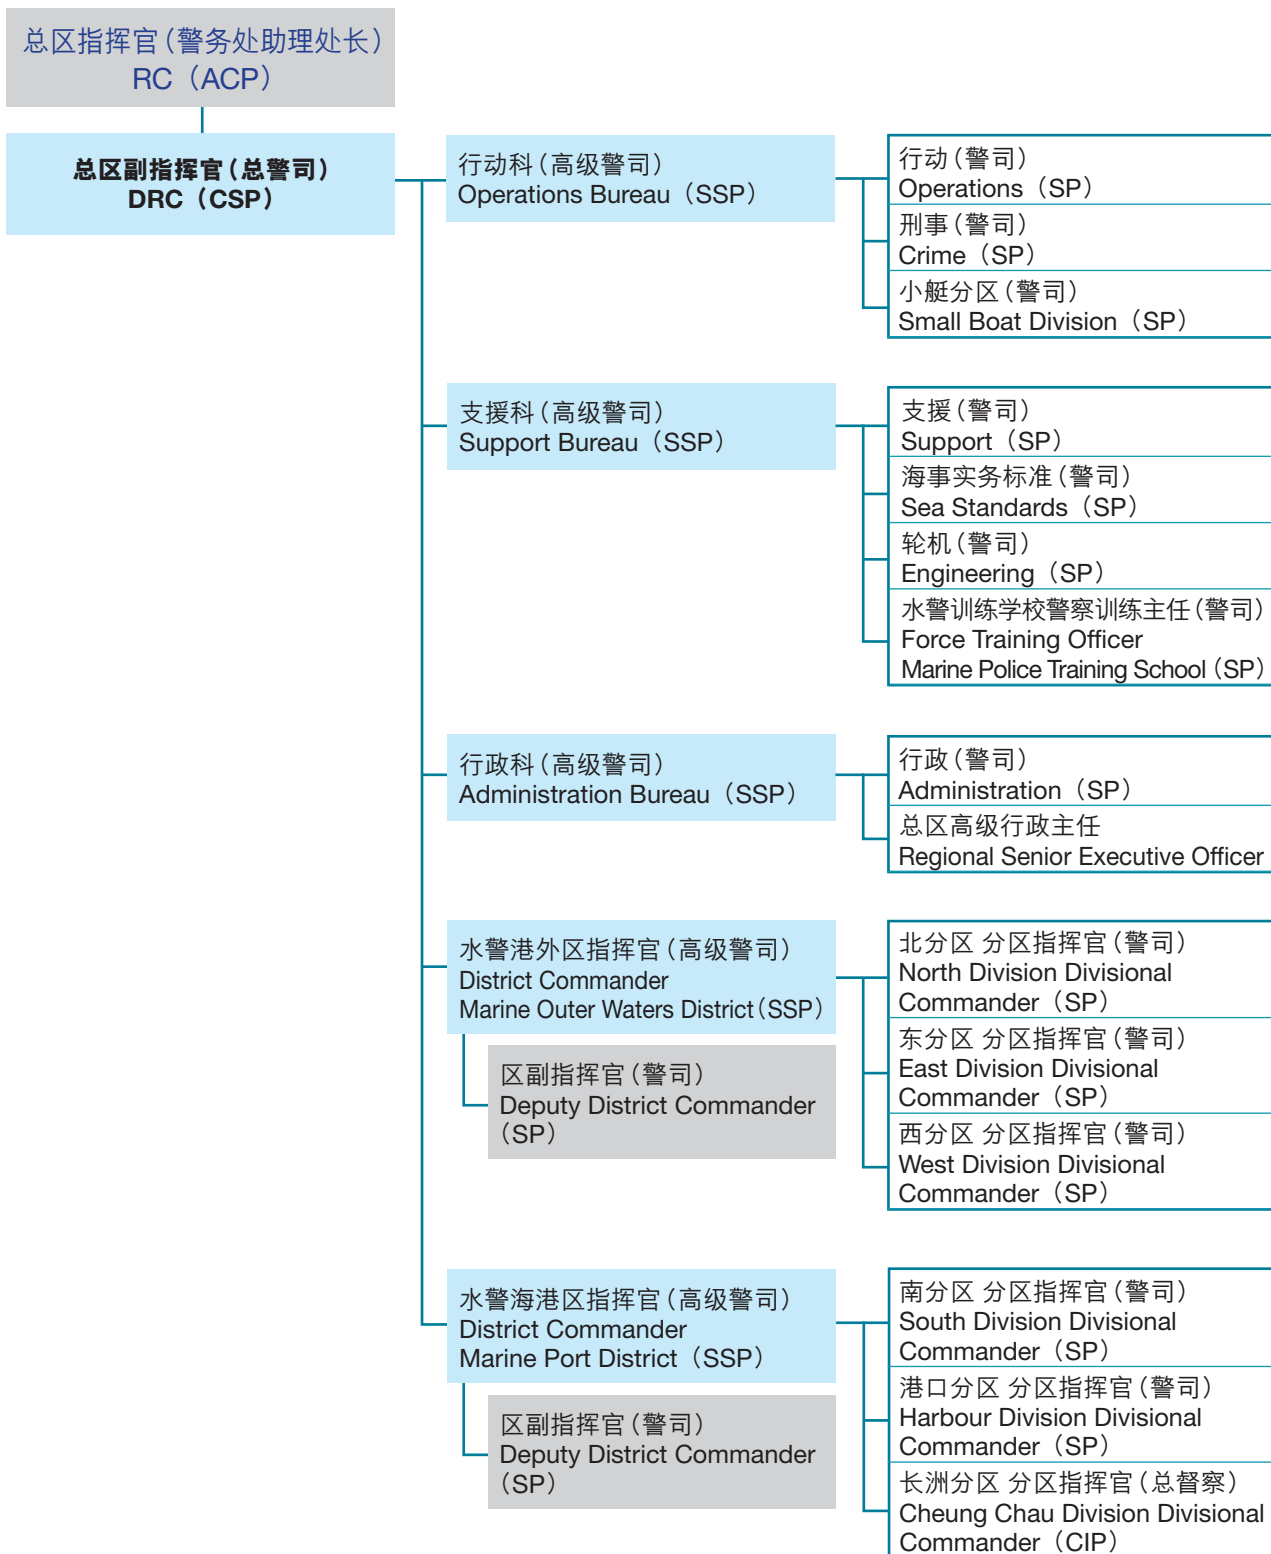 总区指挥官（警务处助理处长）
RC（ACP）
总区副指挥官（总警司）
DRC（CSP）
行动科（高级警司）
Operations Bureau（SSP）
行动（警司）
Operations（SP）
刑事（警司）
Crime（SP）
小艇分区（警司）
Small Boat Division（SP）
支援科（高级警司）
Support Bureau（SSP）
支援（警司）
Support（SP）
海事实务标准（警司）
Sea Standards（SP）
轮机（警司）
Engineering（SP）
水警训练学校警察训练主任（警司）
Force Training Officer
Marine Police Training School（SP）
行政科（高级警司）
Administration Bureau（SSP）
行政（警司）
Administration（SP）
总区高级行政主任
Regional Senior Executive Officer
水警港外区指挥官（高级警司）
District Commander
Marine Outer Waters District（SSP）
区副指挥官（警司）
Deputy District Commander
（SP）
北分区 分区指挥官（警司）
North Division Divisional
Commander（SP）
东分区 分区指挥官（警司）
East Division Divisional
Commander（SP）
西分区 分区指挥官（警司）
West Division Divisional
Commander（SP）
水警海港区指挥官（高级警司）
District Commander
Marine Port District（SSP）
区副指挥官（警司）
Deputy District Commander
（SP）
南分区 分区指挥官（警司）
South Division Divisional
Commander（SP）
港口分区 分区指挥官（警司）
Harbour Division Divisional
Commander（SP）
长洲分区 分区指挥官（总督察）
Cheung Chau Division Divisional
Commander（CIP）